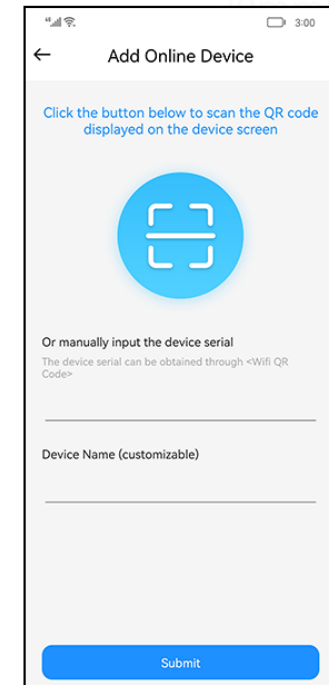 3:00
Add Online Device
Click the button below to scan the QR code
displayed on the device screen
Or manually input the device serial
The device serial can be obtained through <Wifi QR
Code>
Device Name (customizable)
Submit